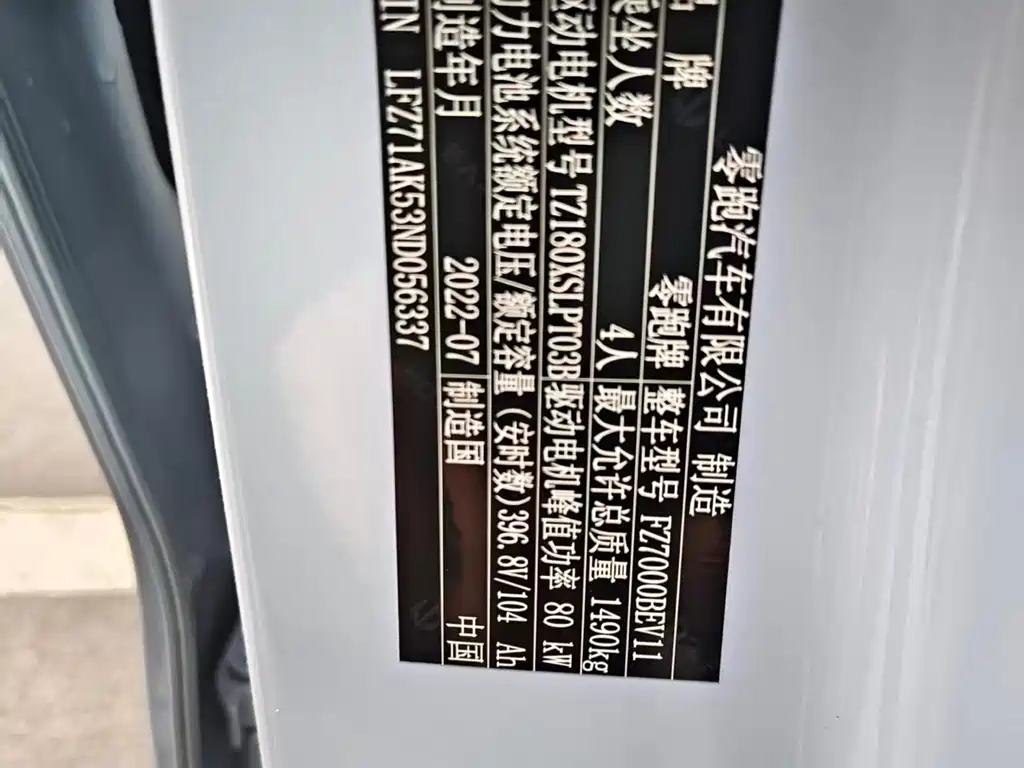 零跑汽车有限公司 制造
品 牌 零跑牌 整车型号 FZ7000BEV11
乘坐人数 4人 最大允许总质量 1490kg
驱动电机型号 TZ180XSLPT03B 驱动电机峰值功率 80 kW
动力电池系统额定电压/额定容量(安时数)396.8V/104 Ah
制造年月 2022-07 制造国 中国
VIN LFZ71AK53ND056337